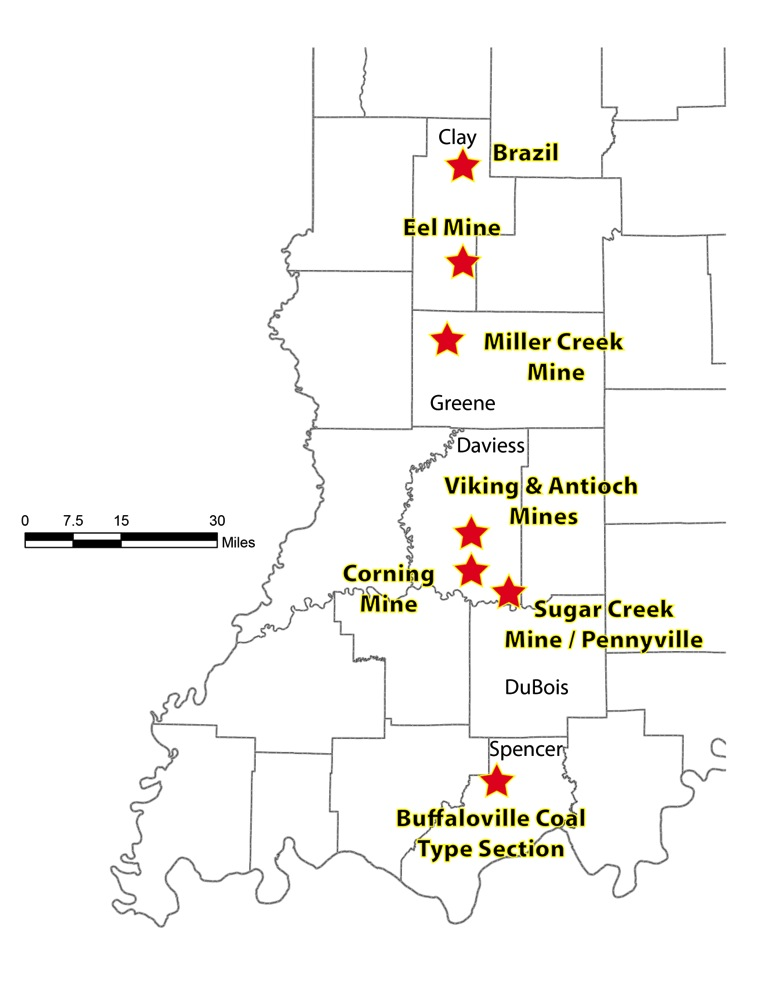 Clay
Brazil
Eel Mine
Miller Creek
Mine
Greene
Daviess
Viking & Antioch
Mines
0 7.5 15 30
Miles
Corning
Mine
Sugar Creek
Mine / Pennyville
DuBois
Spencer
Buffaloville Coal
Type Section